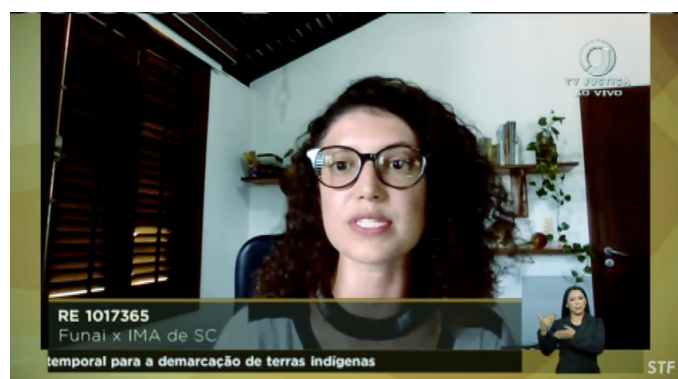 TV JUSTIÇA
AO VIVO
RE 1017365
Funai x IMA de SC
temporal para a demarcação de terras indígenas
STF